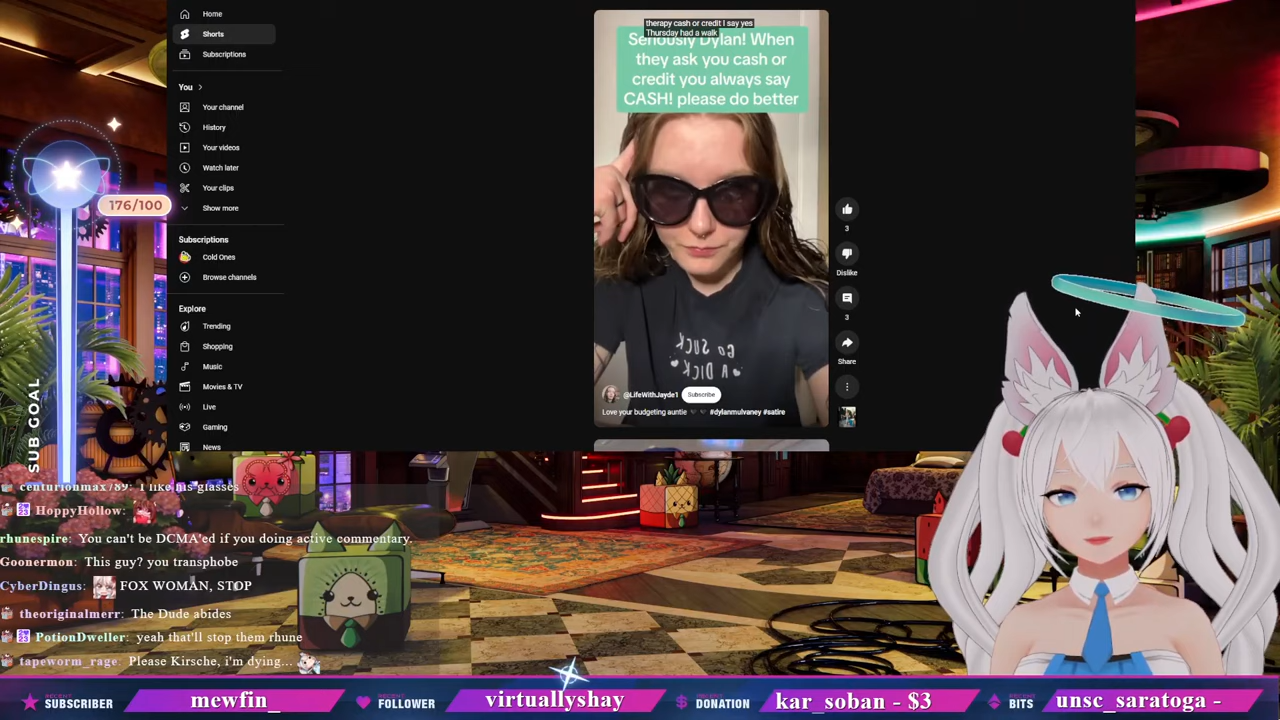 Home
Shorts
Subscriptions
You
Your channel
History
Your videos
Watch later
Your clips
Show more
Subscriptions
Cold Ones
Browse channels
Explore
Trending
Shopping
Music
Movies & TV
Live
Gaming
News
therapy cash or credit I say yes
Thursday had a walk
Seriously Dylan! When
they ask you cash or
credit you always say
CASH! please do better
GO SUCK
A DICK
@LifeWithJayde1 Subscribe
Love your budgeting auntie #dylanmulvaney #satire
3
Dislike
3
Share
176/100
SUB GOAL
centurionmax789: I like his glasses
HoppyHollow:
rhunespire: You can't be DCMA'ed if you doing active commentary.
Goonermon: This guy? you transphobe
CyberDingus: FOX WOMAN, STOP
theoriginalmerr: The Dude abides
PotionDweller: yeah that'll stop them rhune
tapeworm_rage: Please Kirsche, i'm dying...
RECENT SUBSCRIBER
mewfin_
RECENT FOLLOWER
virtuallyshay
RECENT DONATION
kar_soban - $3
RECENT BITS
unsc_saratoga -